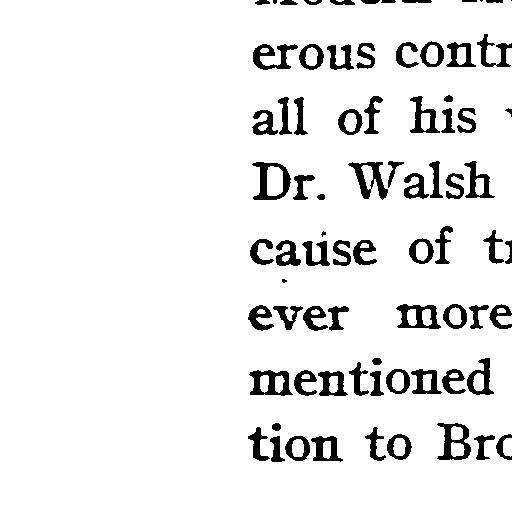 erous contr
all of his
Dr. Walsh
cause of tr
ever more
mentioned
tion to Bro